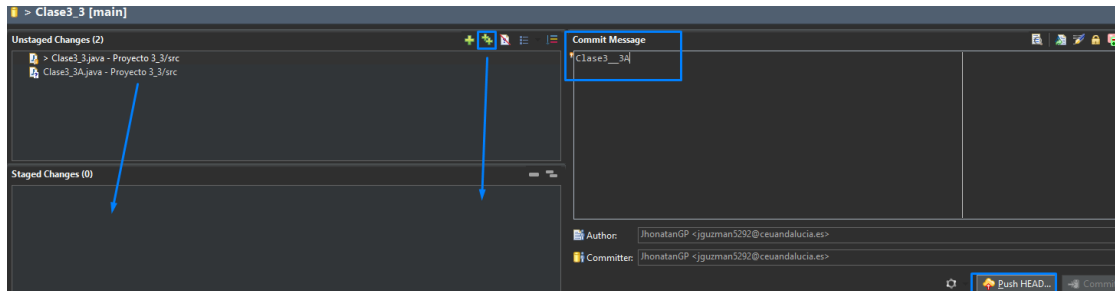 > Clase3_3 [main]
Unstaged Changes (2)
> Clase3_3.java - Proyecto 3_3/src
Clase3_3A.java - Proyecto 3_3/src
Staged Changes (0)
Commit Message
Clase3__3A
Author: JhonatanGP <jguzman5292@ceuandalucia.es>
Committer: JhonatanGP <jguzman5292@ceuandalucia.es>
Push HEAD... Commi